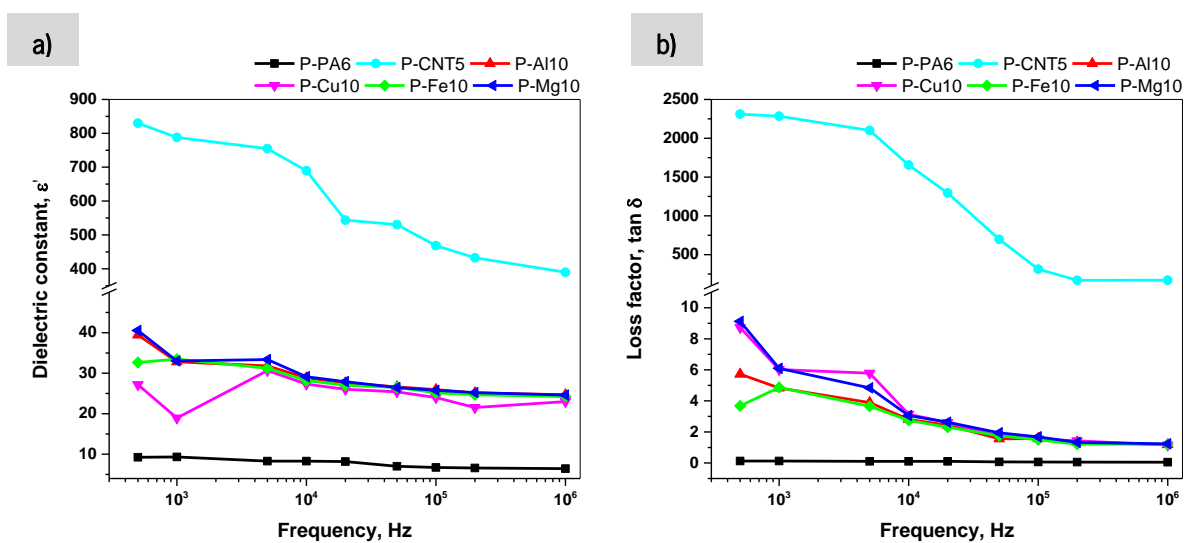 a)
P-PA6 P-CNT5 P-Al10
P-Cu10 P-Fe10 P-Mg10
900
800
700
600
500
400
40
30
20
10
Dielectric constant, ε'
10³ 10⁴ 10⁵ 10⁶
Frequency, Hz
b)
P-PA6 P-CNT5 P-Al10
P-Cu10 P-Fe10 P-Mg10
2500
2000
1500
1000
500
10
8
6
4
2
0
Loss factor, tan δ
10³ 10⁴ 10⁵ 10⁶
Frequency, Hz